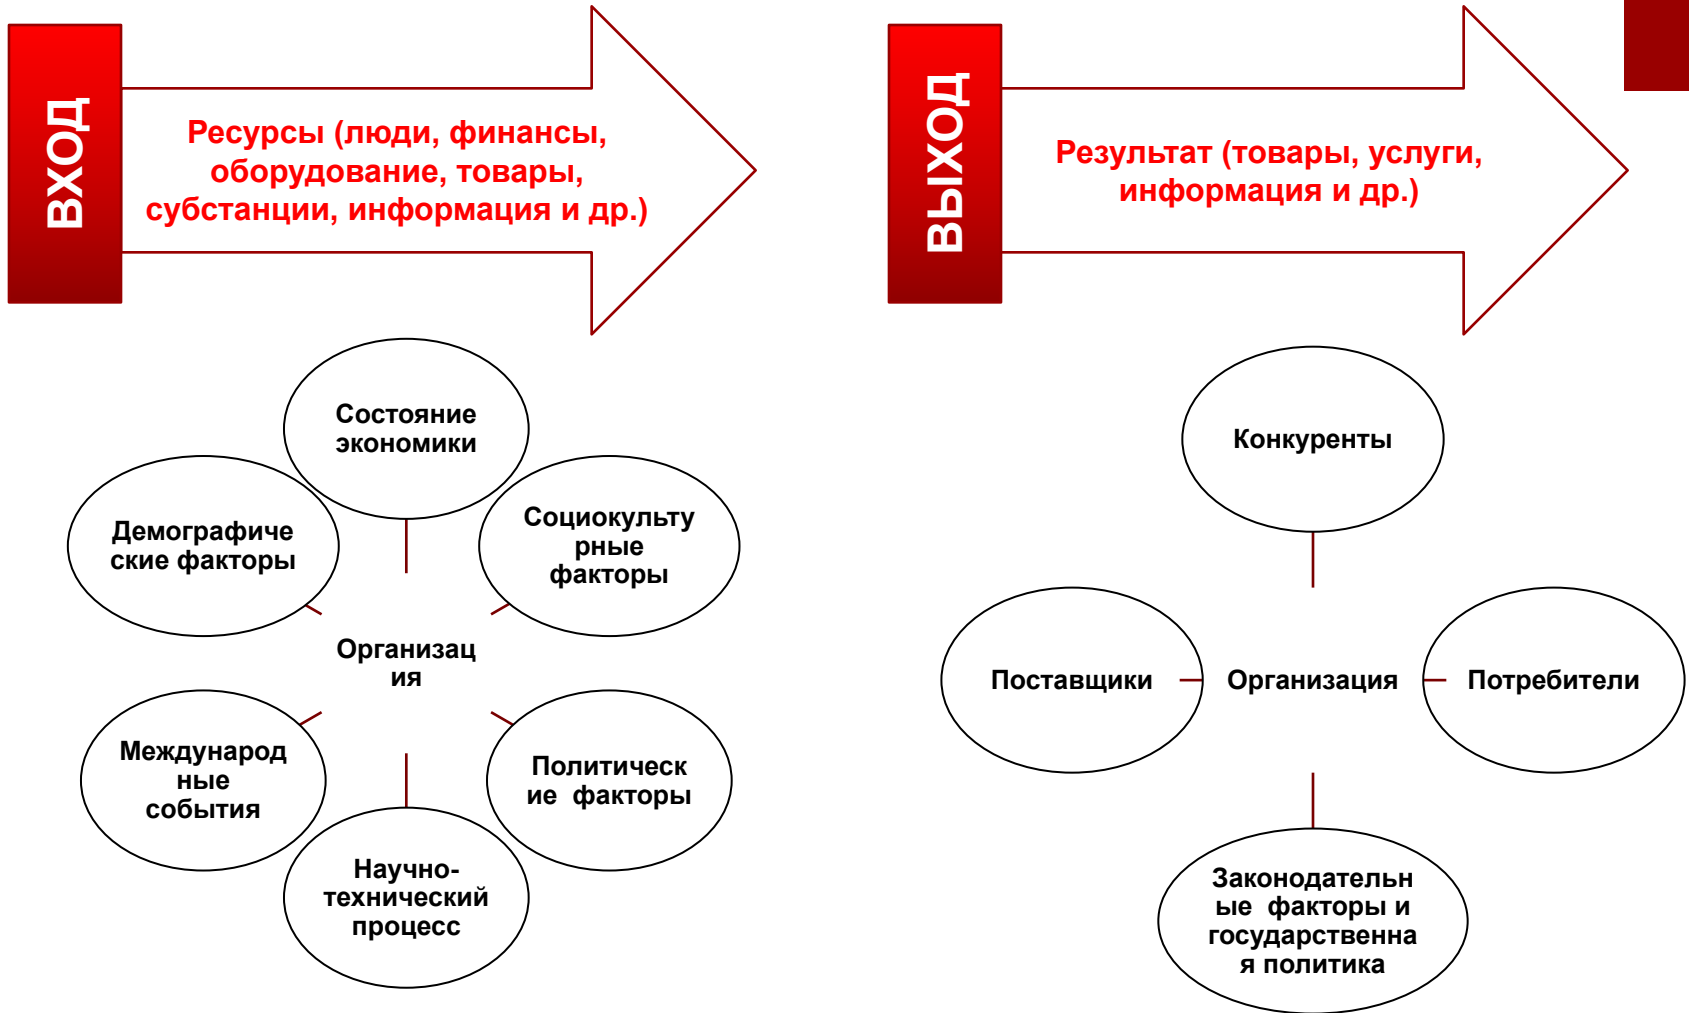 ВХОД
Ресурсы (люди, финансы,
оборудование, товары,
субстанции, информация и др.)
ВЫХОД
Результат (товары, услуги,
информация и др.)
Состояние
экономики
Демографиче
ские факторы
Социокульту
рные
факторы
Организац
ия
Международ
ные
события
Политическ
ие  факторы
Научно-
технический
процесс
Конкуренты
Поставщики
Организация
Потребители
Законодательн
ые  факторы и
государственна
я политика